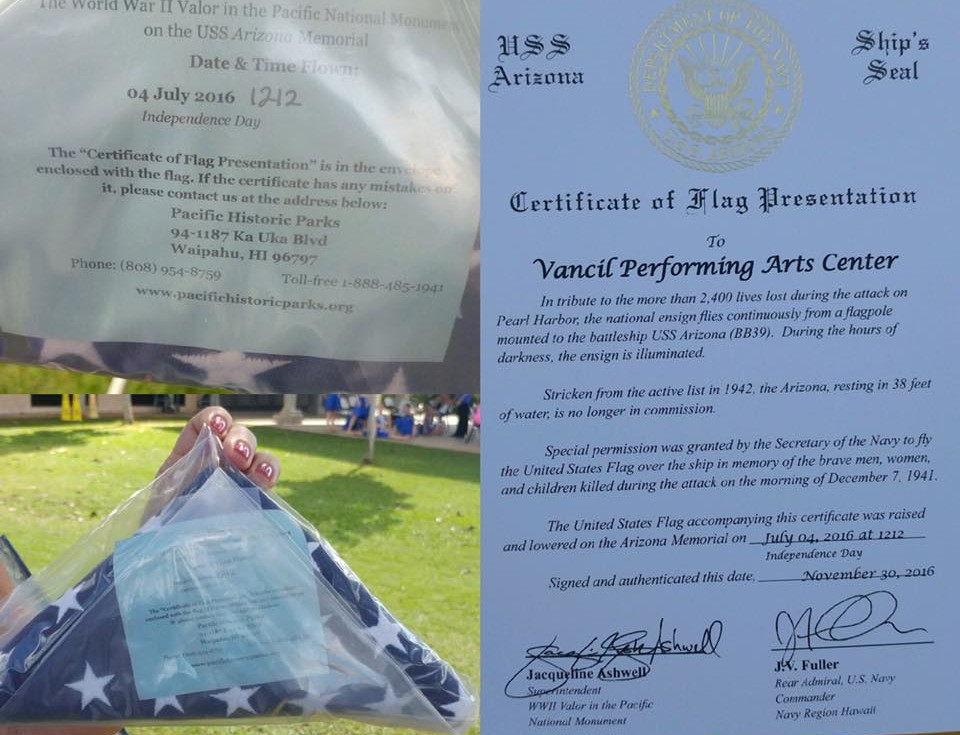 The World War II Valor in the Pacific National Monument
on the USS Arizona Memorial
Date & Time Flown:
04 July 2016 1212
Independence Day
The "Certificate of Flag Presentation" is in the envelope
enclosed with the flag. If the certificate has any mistakes on
it, please contact us at the address below:
Pacific Historic Parks
94-1187 Ka Uka Blvd
Waipahu, HI 96797
Phone: (808) 954-8759 Toll-free 1-888-485-1941
www.pacifichistoricparks.org
USS
Arizona
Ship's
Seal
DEPARTMENT OF THE NAVY
USS ARIZONA
Certificate of Flag Presentation
To
Vancil Performing Arts Center
In tribute to the more than 2,400 lives lost during the attack on
Pearl Harbor, the national ensign flies continuously from a flagpole
mounted to the battleship USS Arizona (BB39). During the hours of
darkness, the ensign is illuminated.
Stricken from the active list in 1942, the Arizona, resting in 38 feet
of water, is no longer in commission.
Special permission was granted by the Secretary of the Navy to fly
the United States Flag over the ship in memory of the brave men, women,
and children killed during the attack on the morning of December 7, 1941.
The United States Flag accompanying this certificate was raised
and lowered on the Arizona Memorial on July 04, 2016 at 1212
Independence Day
Signed and authenticated this date, November 30, 2016
Jacqueline Ashwell
Superintendent
WWII Valor in the Pacific
National Monument
J.V. Fuller
Rear Admiral, U.S. Navy
Commander
Navy Region Hawaii